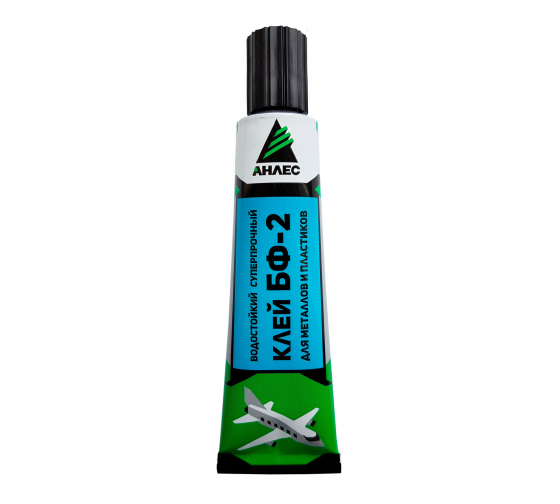 АНЛЕС
ВОДОСТОЙКИЙ СУПЕРПРОЧНЫЙ
КЛЕЙ БФ-2
ДЛЯ МЕТАЛЛОВ И ПЛАСТИКОВ